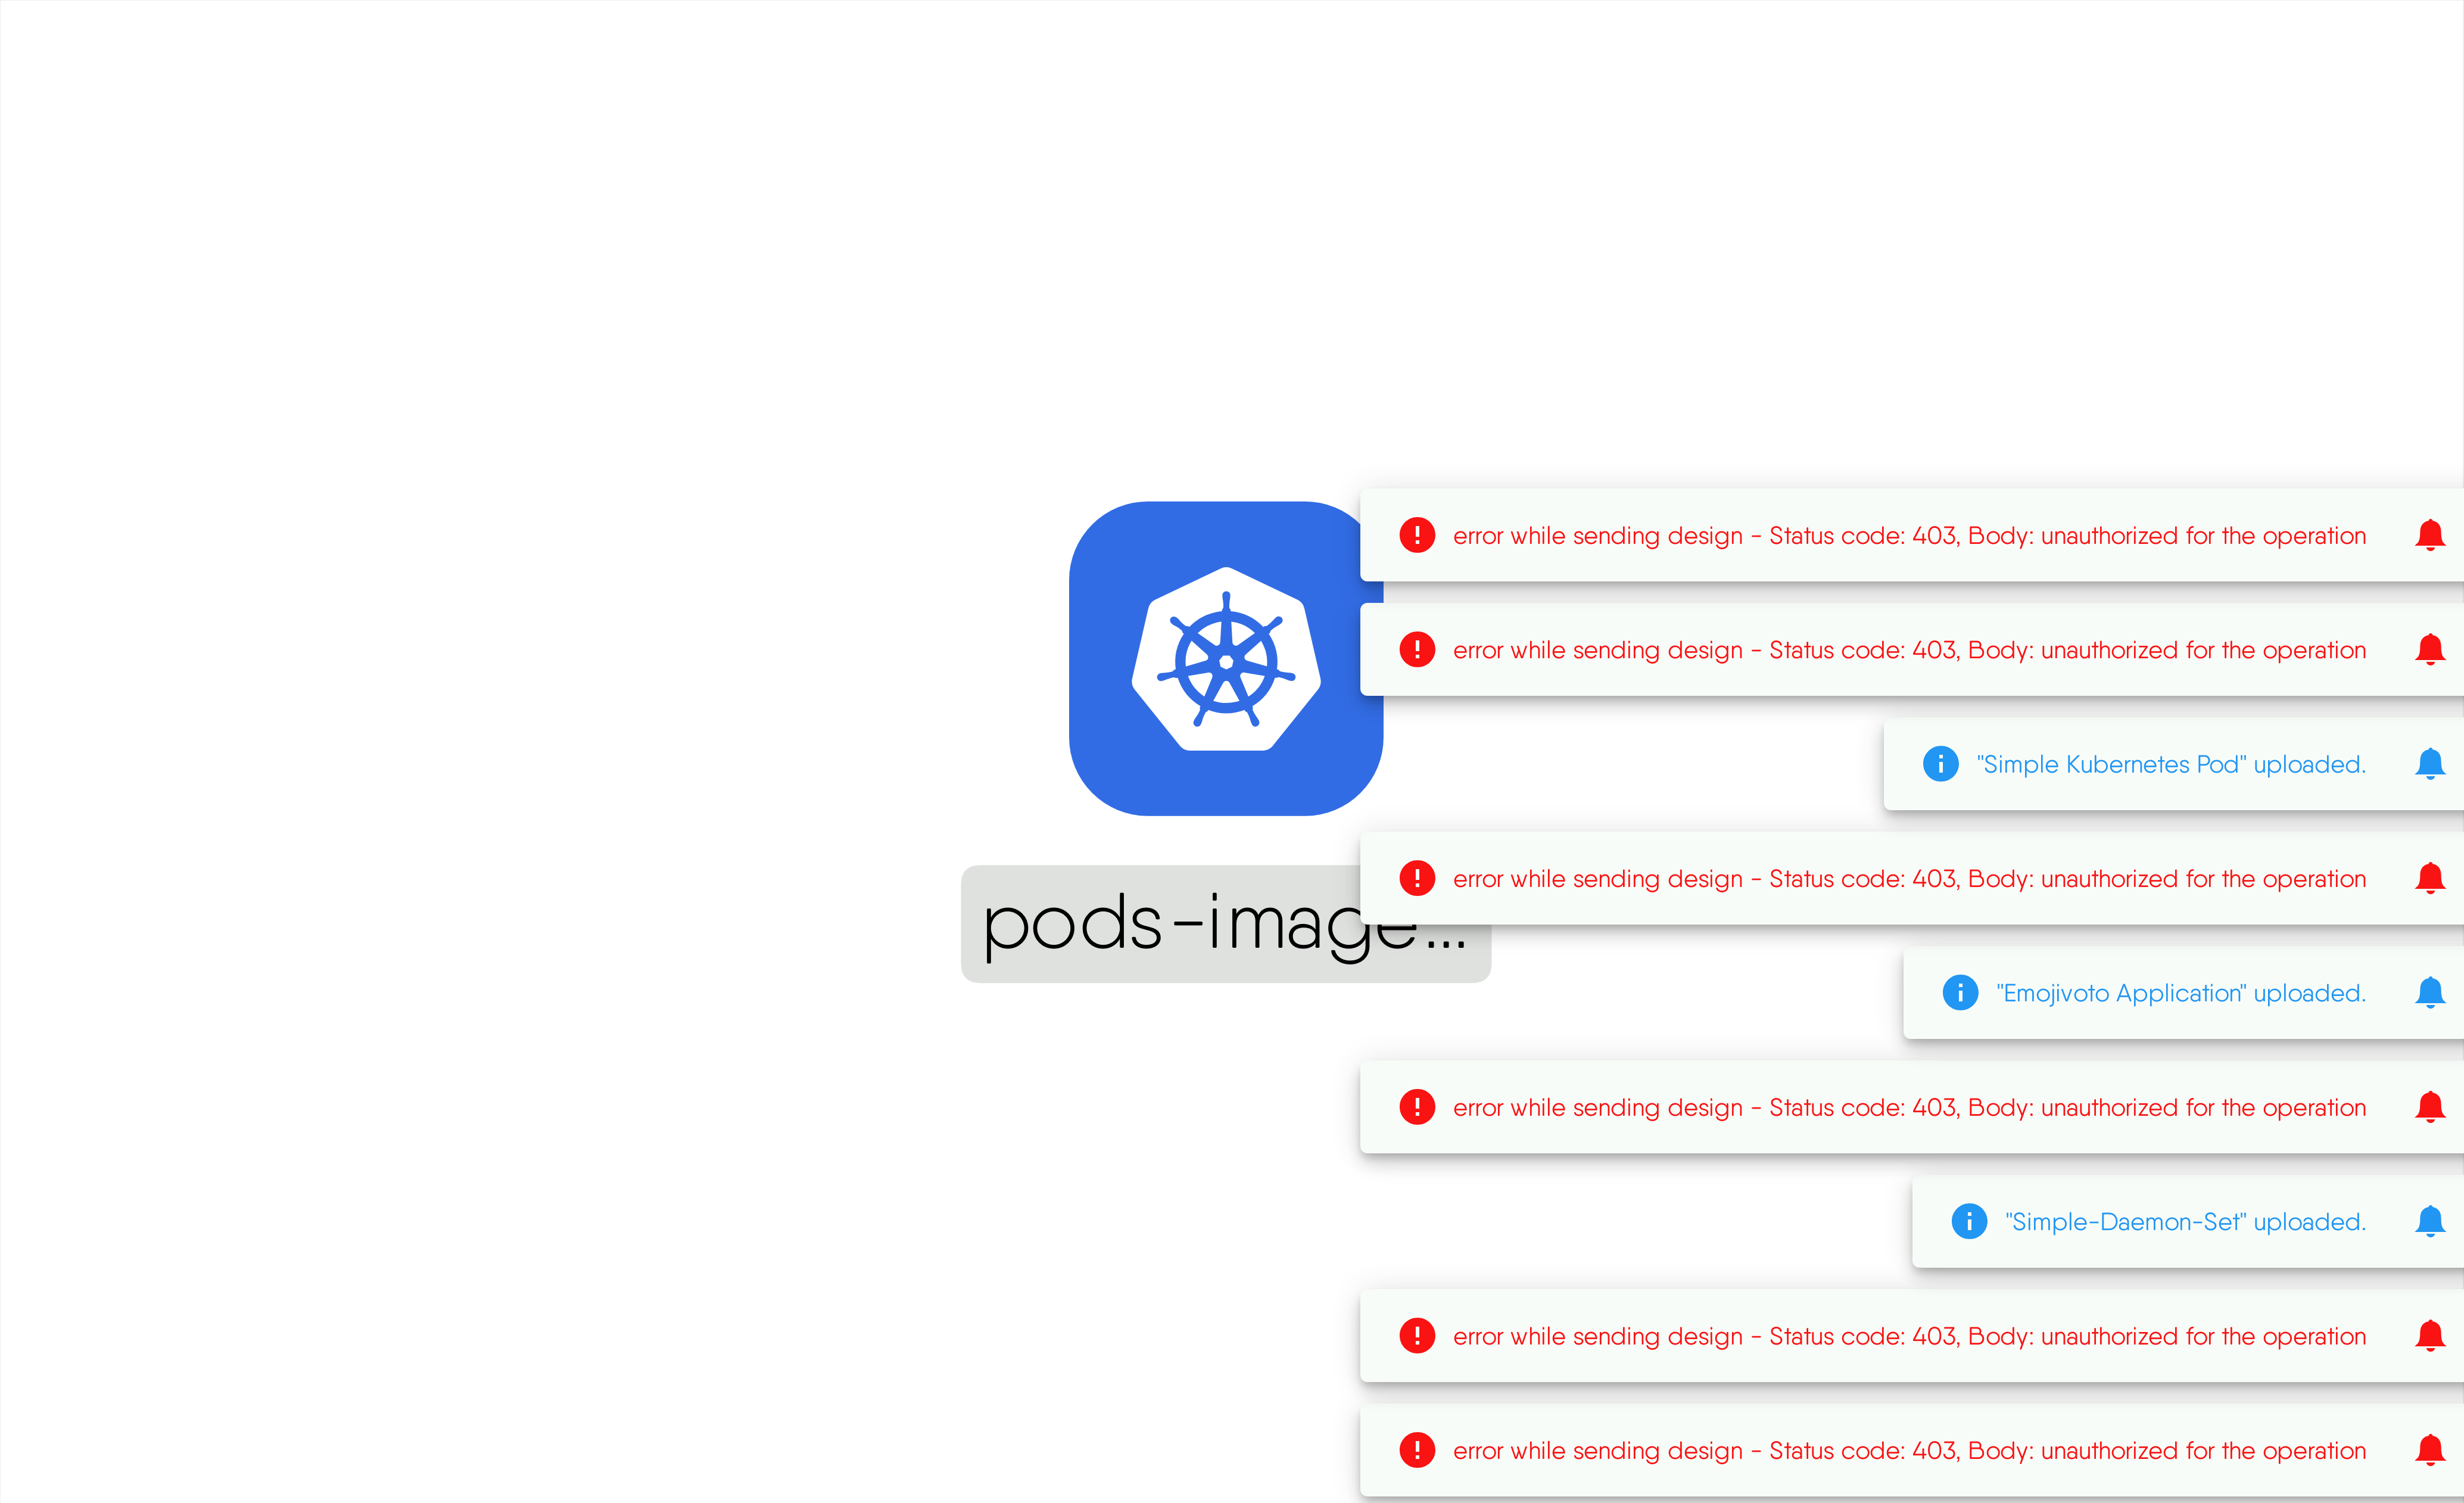 error while sending design - Status code: 403, Body: unauthorized for the operation
error while sending design - Status code: 403, Body: unauthorized for the operation
"Simple Kubernetes Pod" uploaded.
error while sending design - Status code: 403, Body: unauthorized for the operation
pods-image...
"Emojivoto Application" uploaded.
error while sending design - Status code: 403, Body: unauthorized for the operation
"Simple-Daemon-Set" uploaded.
error while sending design - Status code: 403, Body: unauthorized for the operation
error while sending design - Status code: 403, Body: unauthorized for the operation